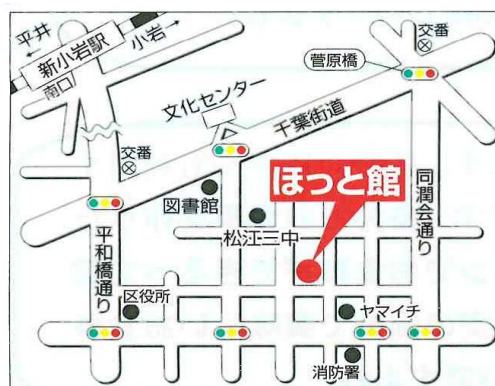 平井
新小岩駅
小岩
南口
交番
菅原橋
文化センター
千葉街道
交番
図書館
ほっと館
松江三中
同潤会通り
平和橋通り
区役所
ヤマイチ
消防署